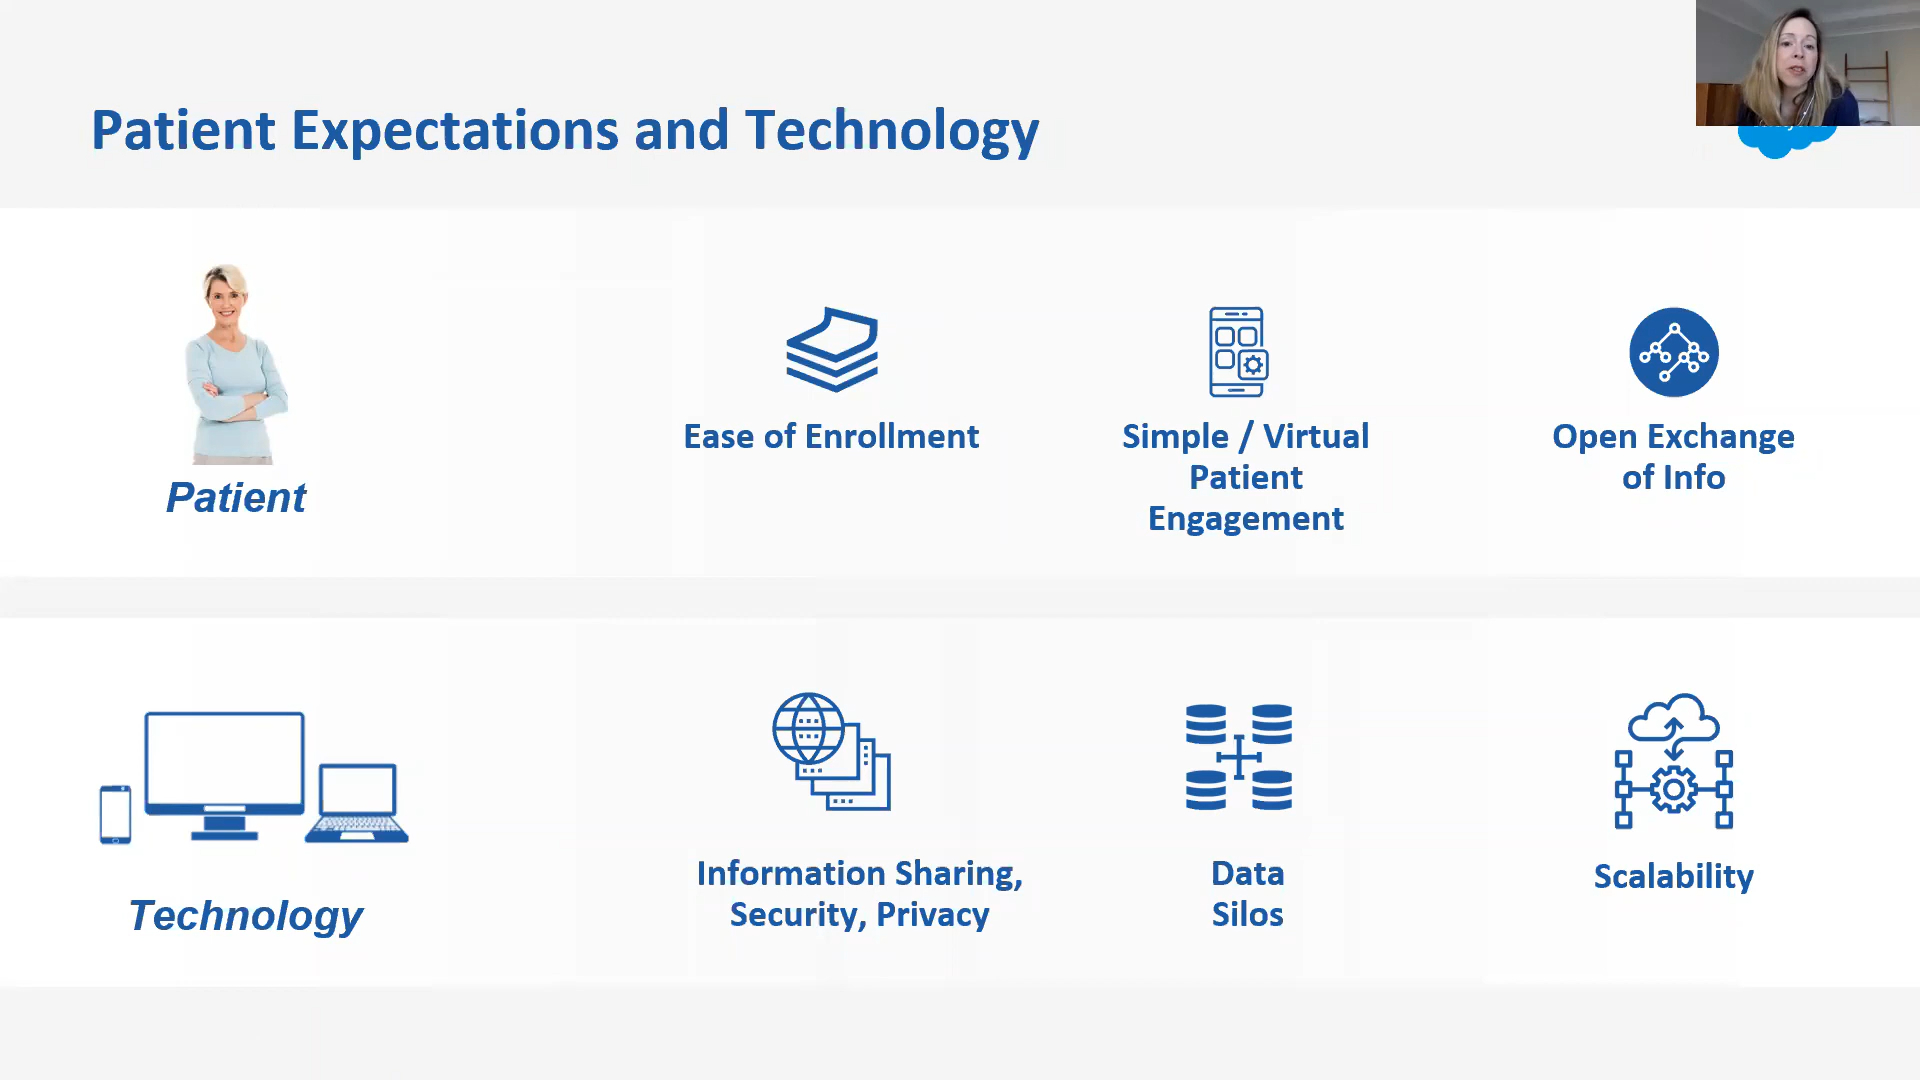 Patient Expectations and Technology
Patient
Ease of Enrollment
Simple / Virtual
Patient
Engagement
Open Exchange
of Info
Technology
Information Sharing,
Security, Privacy
Data
Silos
Scalability